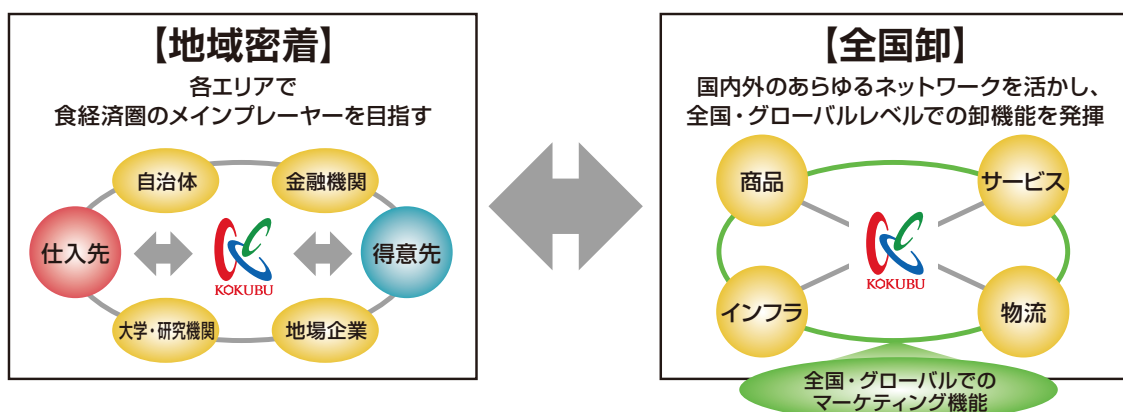 【地域密着】
各エリアで
食経済圏のメインプレーヤーを目指す
自治体
金融機関
仕入先
KOKUBU
得意先
大学・研究機関
地場企業
【全国卸】
国内外のあらゆるネットワークを活かし、
全国・グローバルレベルでの卸機能を発揮
商品
サービス
KOKUBU
インフラ
物流
全国・グローバルでの
マーケティング機能